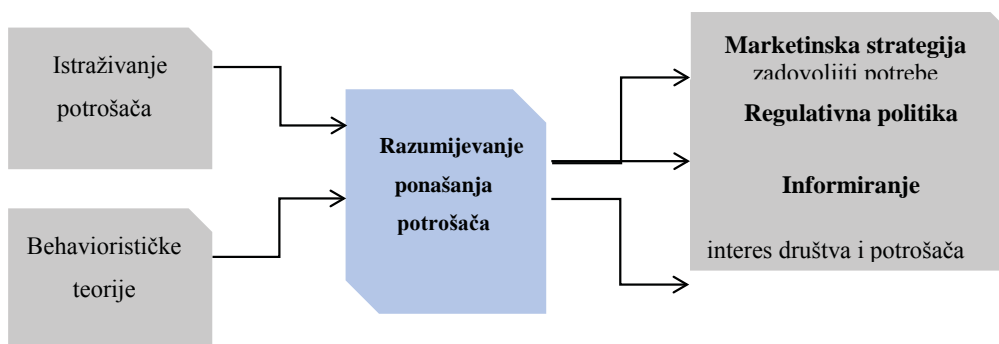 Istraživanje
potrošača
Behaviorističke
teorije
Razumijevanje
ponašanja
potrošača
Marketinska strategija
zadovoljiti potrebe
Regulativna politika
Informiranje
interes društva i potrošača